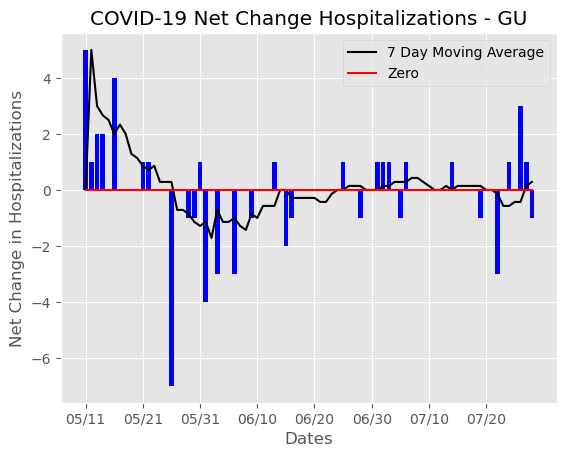 COVID-19 Net Change Hospitalizations - GU
7 Day Moving Average
Zero
Net Change in Hospitalizations
4
2
0
−2
−4
−6
05/11 05/21 05/31 06/10 06/20 06/30 07/10 07/20
Dates